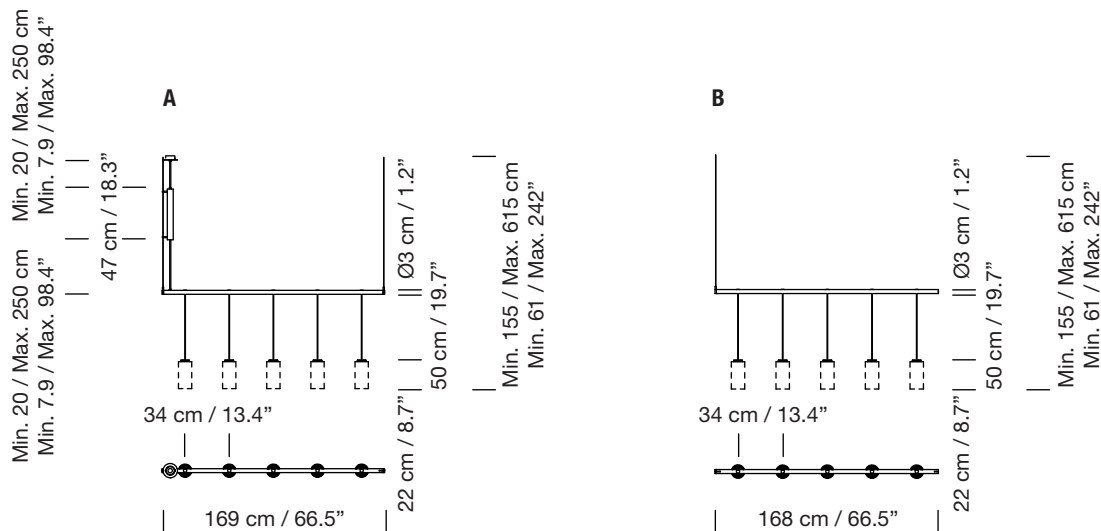 Min. 20 / Max. 250 cm
Min. 7.9 / Max. 98.4”
A
47 cm / 18.3”
Min. 20 / Max. 250 cm
Min. 7.9 / Max. 98.4”
Ø3 cm / 1.2”
50 cm / 19.7”
22 cm / 8.7”
Min. 155 / Max. 615 cm
Min. 61 / Max. 242”
34 cm / 13.4”
169 cm / 66.5”
B
Ø3 cm / 1.2”
50 cm / 19.7”
22 cm / 8.7”
Min. 155 / Max. 615 cm
Min. 61 / Max. 242”
34 cm / 13.4”
168 cm / 66.5”